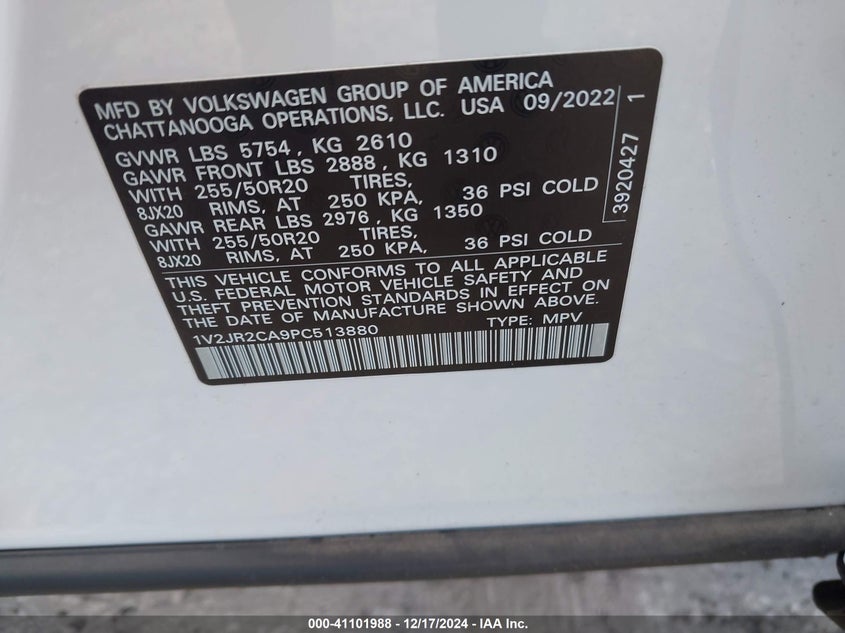 MFD BY VOLKSWAGEN GROUP OF AMERICA
CHATTANOOGA OPERATIONS, LLC. USA 09/2022
GVWR LBS 5754, KG 2610
GAWR FRONT LBS 2888, KG 1310
WITH 255/50R20 TIRES,
8JX20 RIMS, AT 250 KPA, 36 PSI COLD
GAWR REAR LBS 2976, KG 1350
WITH 255/50R20 TIRES,
8JX20 RIMS, AT 250 KPA, 36 PSI COLD
THIS VEHICLE CONFORMS TO ALL APPLICABLE
U.S. FEDERAL MOTOR VEHICLE SAFETY AND
THEFT PREVENTION STANDARDS IN EFFECT ON
THE DATE OF MANUFACTURE SHOWN ABOVE.
1V2JR2CA9PC513880 TYPE: MPV
3920427 1
000-41101988 - 12/17/2024 - IAA Inc.